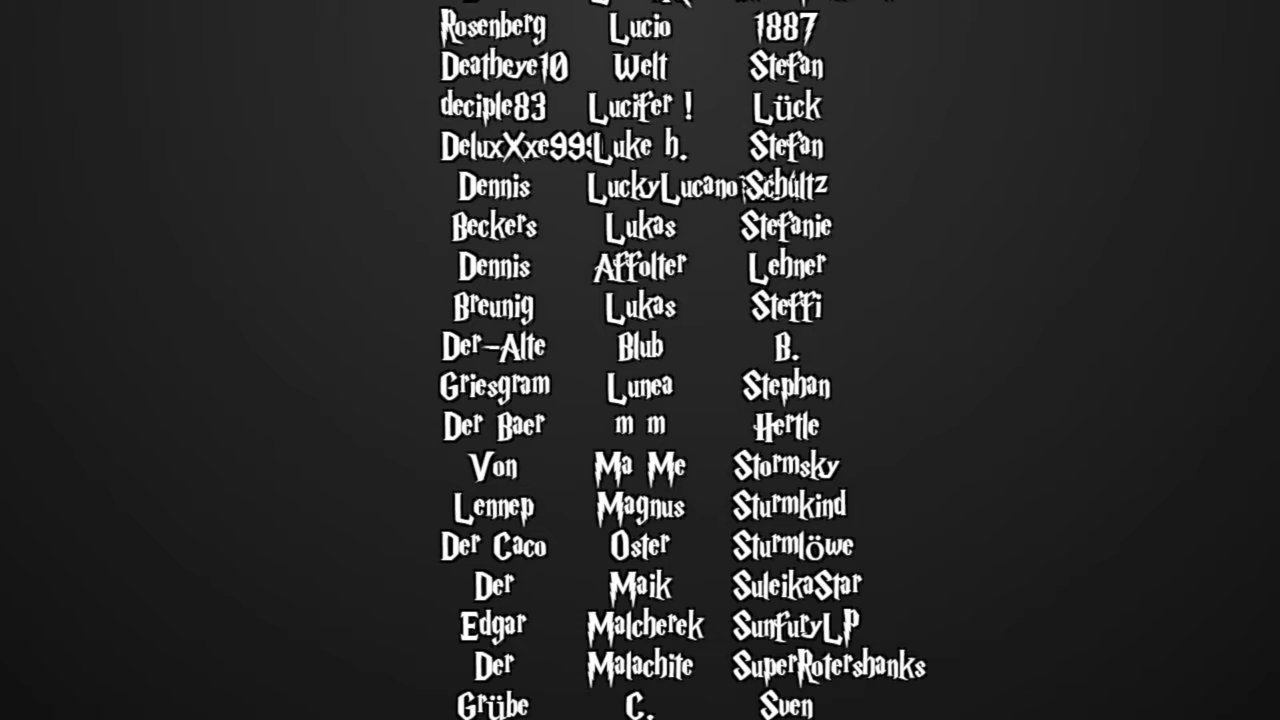 Rosenberg Lucio 1887
Deatheye10 Welt Stefan
deciple83 Lucifer ! Lück
DeluxXxe99 Luke h. Stefan
Dennis LuckyLucano Schultz
Beckers Lukas Stefanie
Dennis Affolter Lehner
Breunig Lukas Steffi
Der-Alte Blub B.
Griesgram Lunea Stephan
Der Baer m m Hertle
Von Ma Me Stormsky
Lennep Magnus Sturmkind
Der Caco Oster Sturmlöwe
Der Maik SuleikaStar
Edgar Malcherek SunfuryLP
Der Malachite SuperRotershanks
Grübe C. Sven